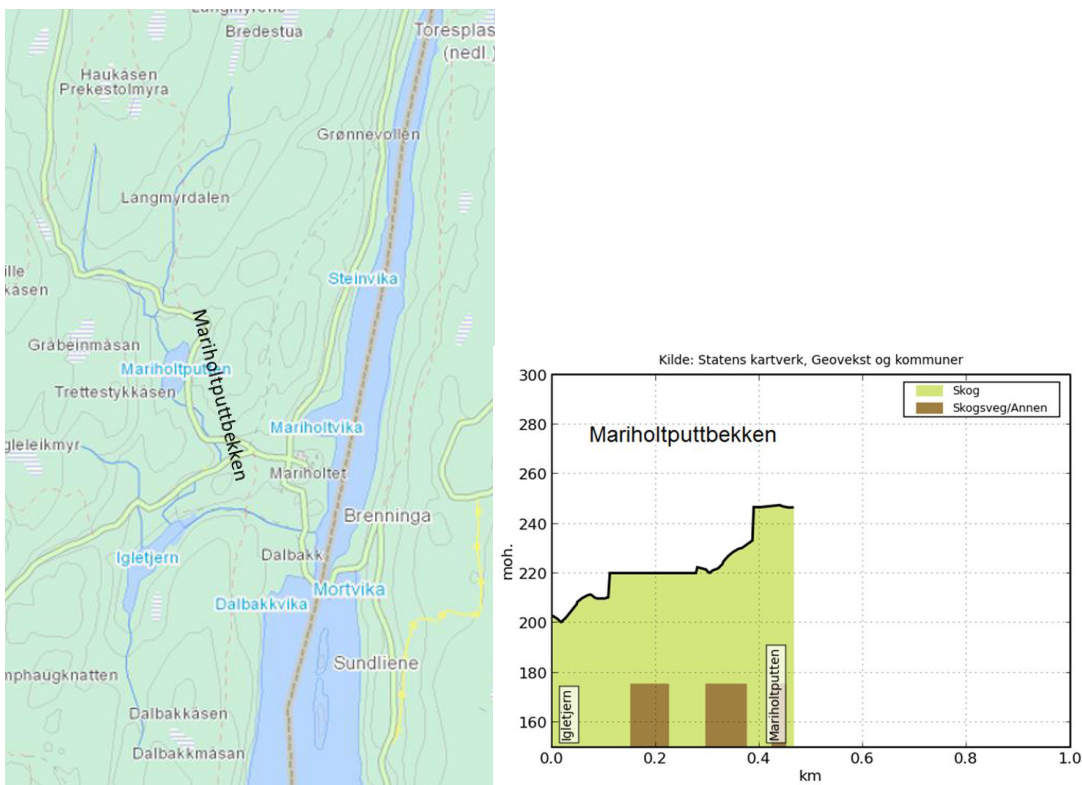 Bredestua
Toresplas
(nedl.)
Haukåsen
Prekestolmyra
Grønnevollen
Langmyrdalen
Steinvika
ille
kåsen
Mariholtputtbekken
Gråbeinmåsan
Mariholtputten
Trettestykkåsen
Mariholtvika
gleleikmyr
Mariholtet
Brenninga
Igletjern
Dalbakk
Mortvika
Dalbakkvika
Sundliene
mphaugknatten
Dalbakkåsen
Dalbakkmåsan
Kilde: Statens kartverk, Geovekst og kommuner
300
280
260
240
220
200
180
160
moh.
Skog
Skogsveg/Annen
Mariholtputtbekken
Igletjern
Mariholtputten
0.0 0.2 0.4 0.6 0.8 1.0
km